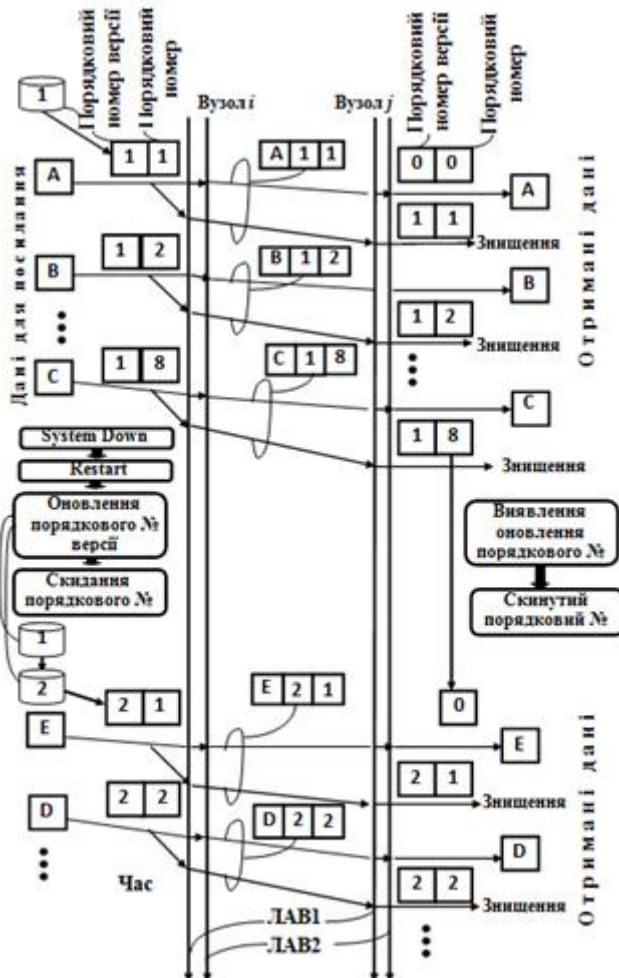 Порядковий
номер версії
Порядковий
номер
Порядковий
номер версії
Порядковий
номер
1
Вузол i
Вузол j
1 1
A 1 1
0 0
A
A
1 1
Знищення
1 2
B 1 2
B
B
1 2
Знищення
Дані для посилання
Отримані дані
1 8
C 1 8
C
C
1 8
Знищення
System Down
Restart
Оновлення
порядкового №
версії
Скидання
порядкового №
Виявлення
оновлення
порядкового №
Скинутий
порядковий №
1
2
2 1
E 2 1
0
E
E
2 1
Знищення
2 2
D 2 2
D
D
2 2
Знищення
Отримані дані
Час
ЛАВ1
ЛАВ2